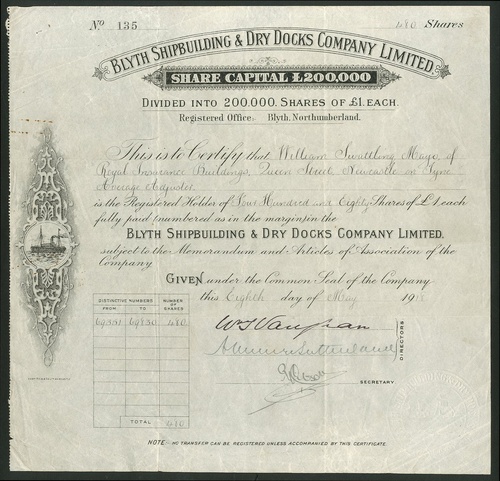 No 135 480 Shares
BLYTH SHIPBUILDING & DRY DOCKS COMPANY LIMITED.
SHARE CAPITAL £200,000
DIVIDED INTO 200.000. SHARES OF £1. EACH.
Registered Office: Blyth. Northumberland.
This is to Certify that William Maye, of
Royal Insurance Buildings, Queen Street, Newcastle on Tyne
Average Adjuster
is the Registered Holder of Four Hundred and Eighty Shares of £1 each
fully paid (numbered as in the margin) in the
BLYTH SHIPBUILDING & DRY DOCKS COMPANY LIMITED.
subject to the Memorandum and Articles of Association of the
Company
GIVEN under the Common Seal of the Company
this Eighth day of May 1918
DISTINCTIVE NUMBERS NUMBER OF SHARES
FROM TO
69351 69830 480
TOTAL 480
DIRECTORS
SECRETARY
NOTE:- NO TRANSFER CAN BE REGISTERED UNLESS ACCOMPANIED BY THIS CERTIFICATE.